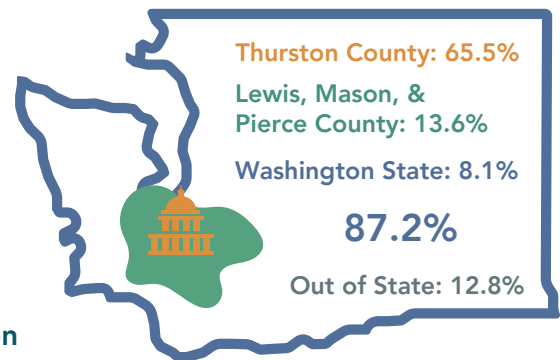 Thurston County: 65.5%
Lewis, Mason, &
Pierce County: 13.6%
Washington State: 8.1%
87.2%
Out of State: 12.8%